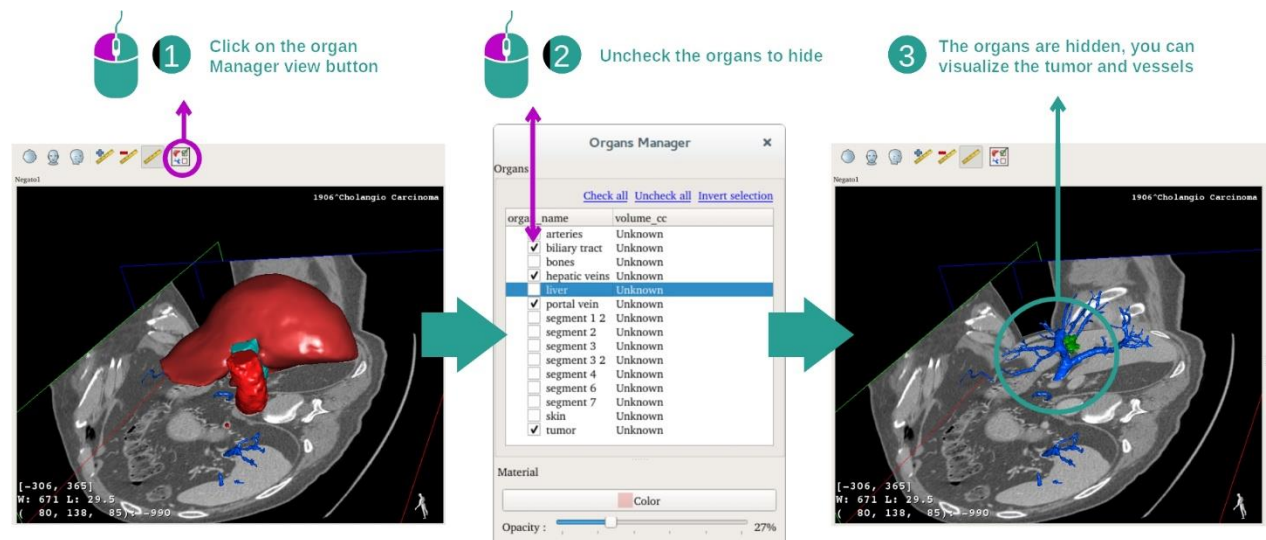 1
Click on the organ
Manager view button
2
Uncheck the organs to hide
3
The organs are hidden, you can
visualize the tumor and vessels
Negato1
1906^Cholangio Carcinoma
[-306, 365]
W: 671 L: 29.5
( 80, 138, 85): -990
Organs Manager
×
Organs
Check all Uncheck all Invert selection
organ_name volume_cc
arteries Unknown
biliary tract Unknown
bones Unknown
hepatic veins Unknown
liver Unknown
portal vein Unknown
segment 1 2 Unknown
segment 2 Unknown
segment 3 Unknown
segment 3 2 Unknown
segment 4 Unknown
segment 6 Unknown
segment 7 Unknown
skin Unknown
tumor Unknown
Material
Color
Opacity : 27%
Negato1
1906^Cholangio Carcinoma
[-306, 365]
W: 671 L: 29.5
( 80, 138, 85): -990